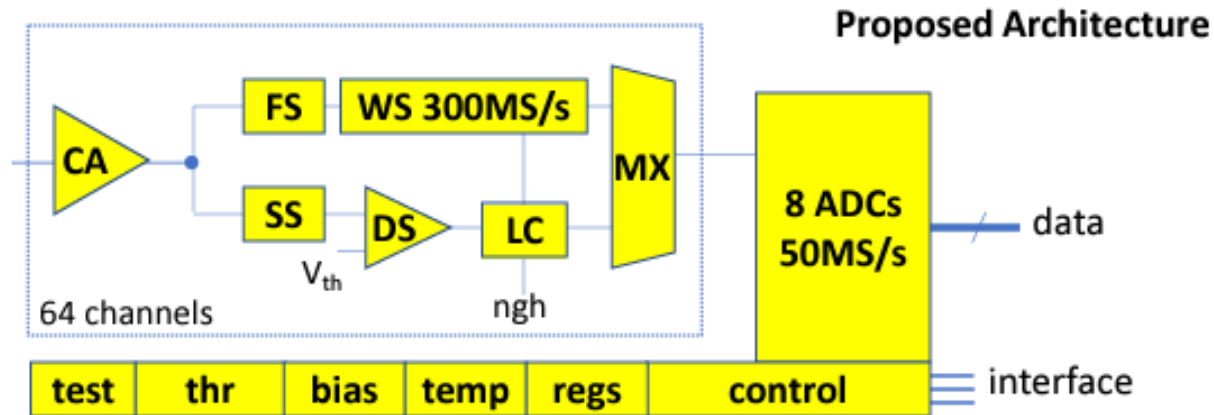 Proposed Architecture
FS
WS 300MS/s
CA
MX
SS
DS
LC
8 ADCs
50MS/s
data
Vth
ngh
64 channels
test thr bias temp regs control
interface